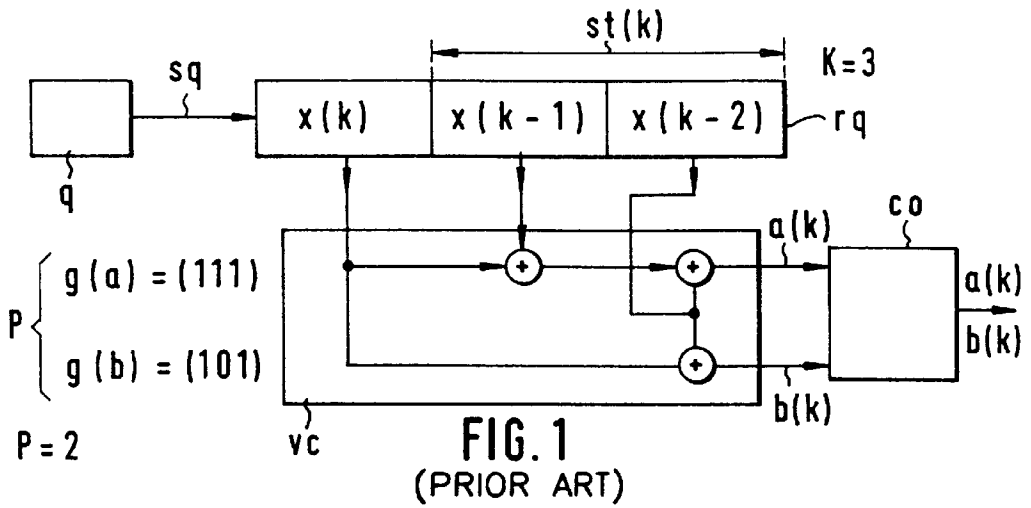 st(k)
K=3
sq
x(k) x(k-1) x(k-2)
rq
q
co
a(k)
g(a) = (111)
+ +
a(k)
P
b(k)
g(b) = (101)
+
b(k)
P=2
vc
FIG. 1
(PRIOR ART)